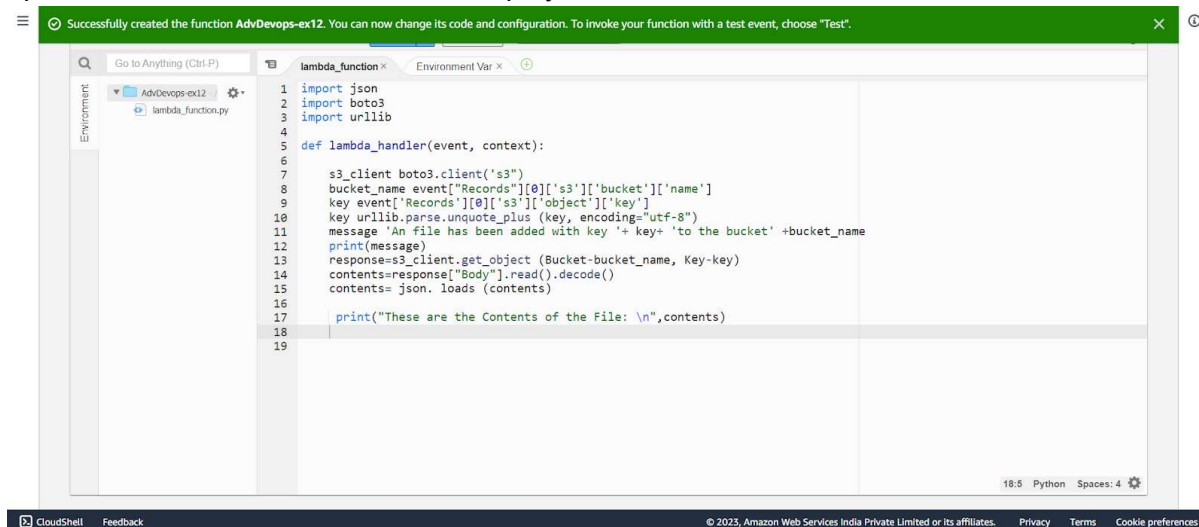 Successfully created the function AdvDevops-ex12. You can now change its code and configuration. To invoke your function with a test event, choose "Test".
Go to Anything (Ctrl-P)
lambda_function × Environment Var ×
Environment
AdvDevops-ex12
lambda_function.py
1 import json
2 import boto3
3 import urllib
4
5 def lambda_handler(event, context):
6
7 s3_client boto3.client('s3")
8 bucket_name event["Records"][0]['s3']['bucket']['name']
9 key event['Records'][0]['s3']['object']['key']
10 key urllib.parse.unquote_plus (key, encoding="utf-8")
11 message 'An file has been added with key '+ key+ 'to the bucket' +bucket_name
12 print(message)
13 response=s3_client.get_object (Bucket-bucket_name, Key-key)
14 contents=response["Body"].read().decode()
15 contents= json. loads (contents)
16
17 print("These are the Contents of the File: \n",contents)
18
19
18:5 Python Spaces: 4
CloudShell Feedback © 2023, Amazon Web Services India Private Limited or its affiliates. Privacy Terms Cookie preferences